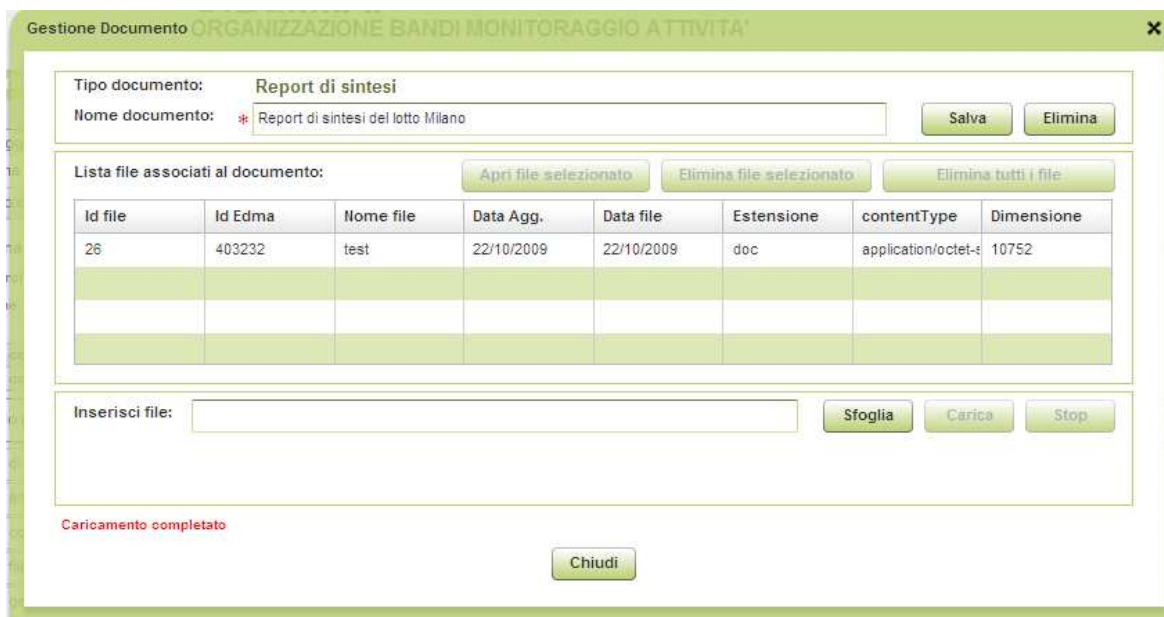 Gestione Documento ORGANIZZAZIONE BANDI MONITORAGGIO ATTIVITA'
Tipo documento: Report di sintesi
Nome documento: * Report di sintesi del lotto Milano Salva Elimina
Lista file associati al documento: Apri file selezionato Elimina file selezionato Elimina tutti i file
Id file Id Edma Nome file Data Agg. Data file Estensione contentType Dimensione
26 403232 test 22/10/2009 22/10/2009 doc application/octet-s 10752
Inserisci file: Sfoglia Carica Stop
Caricamento completato
Chiudi